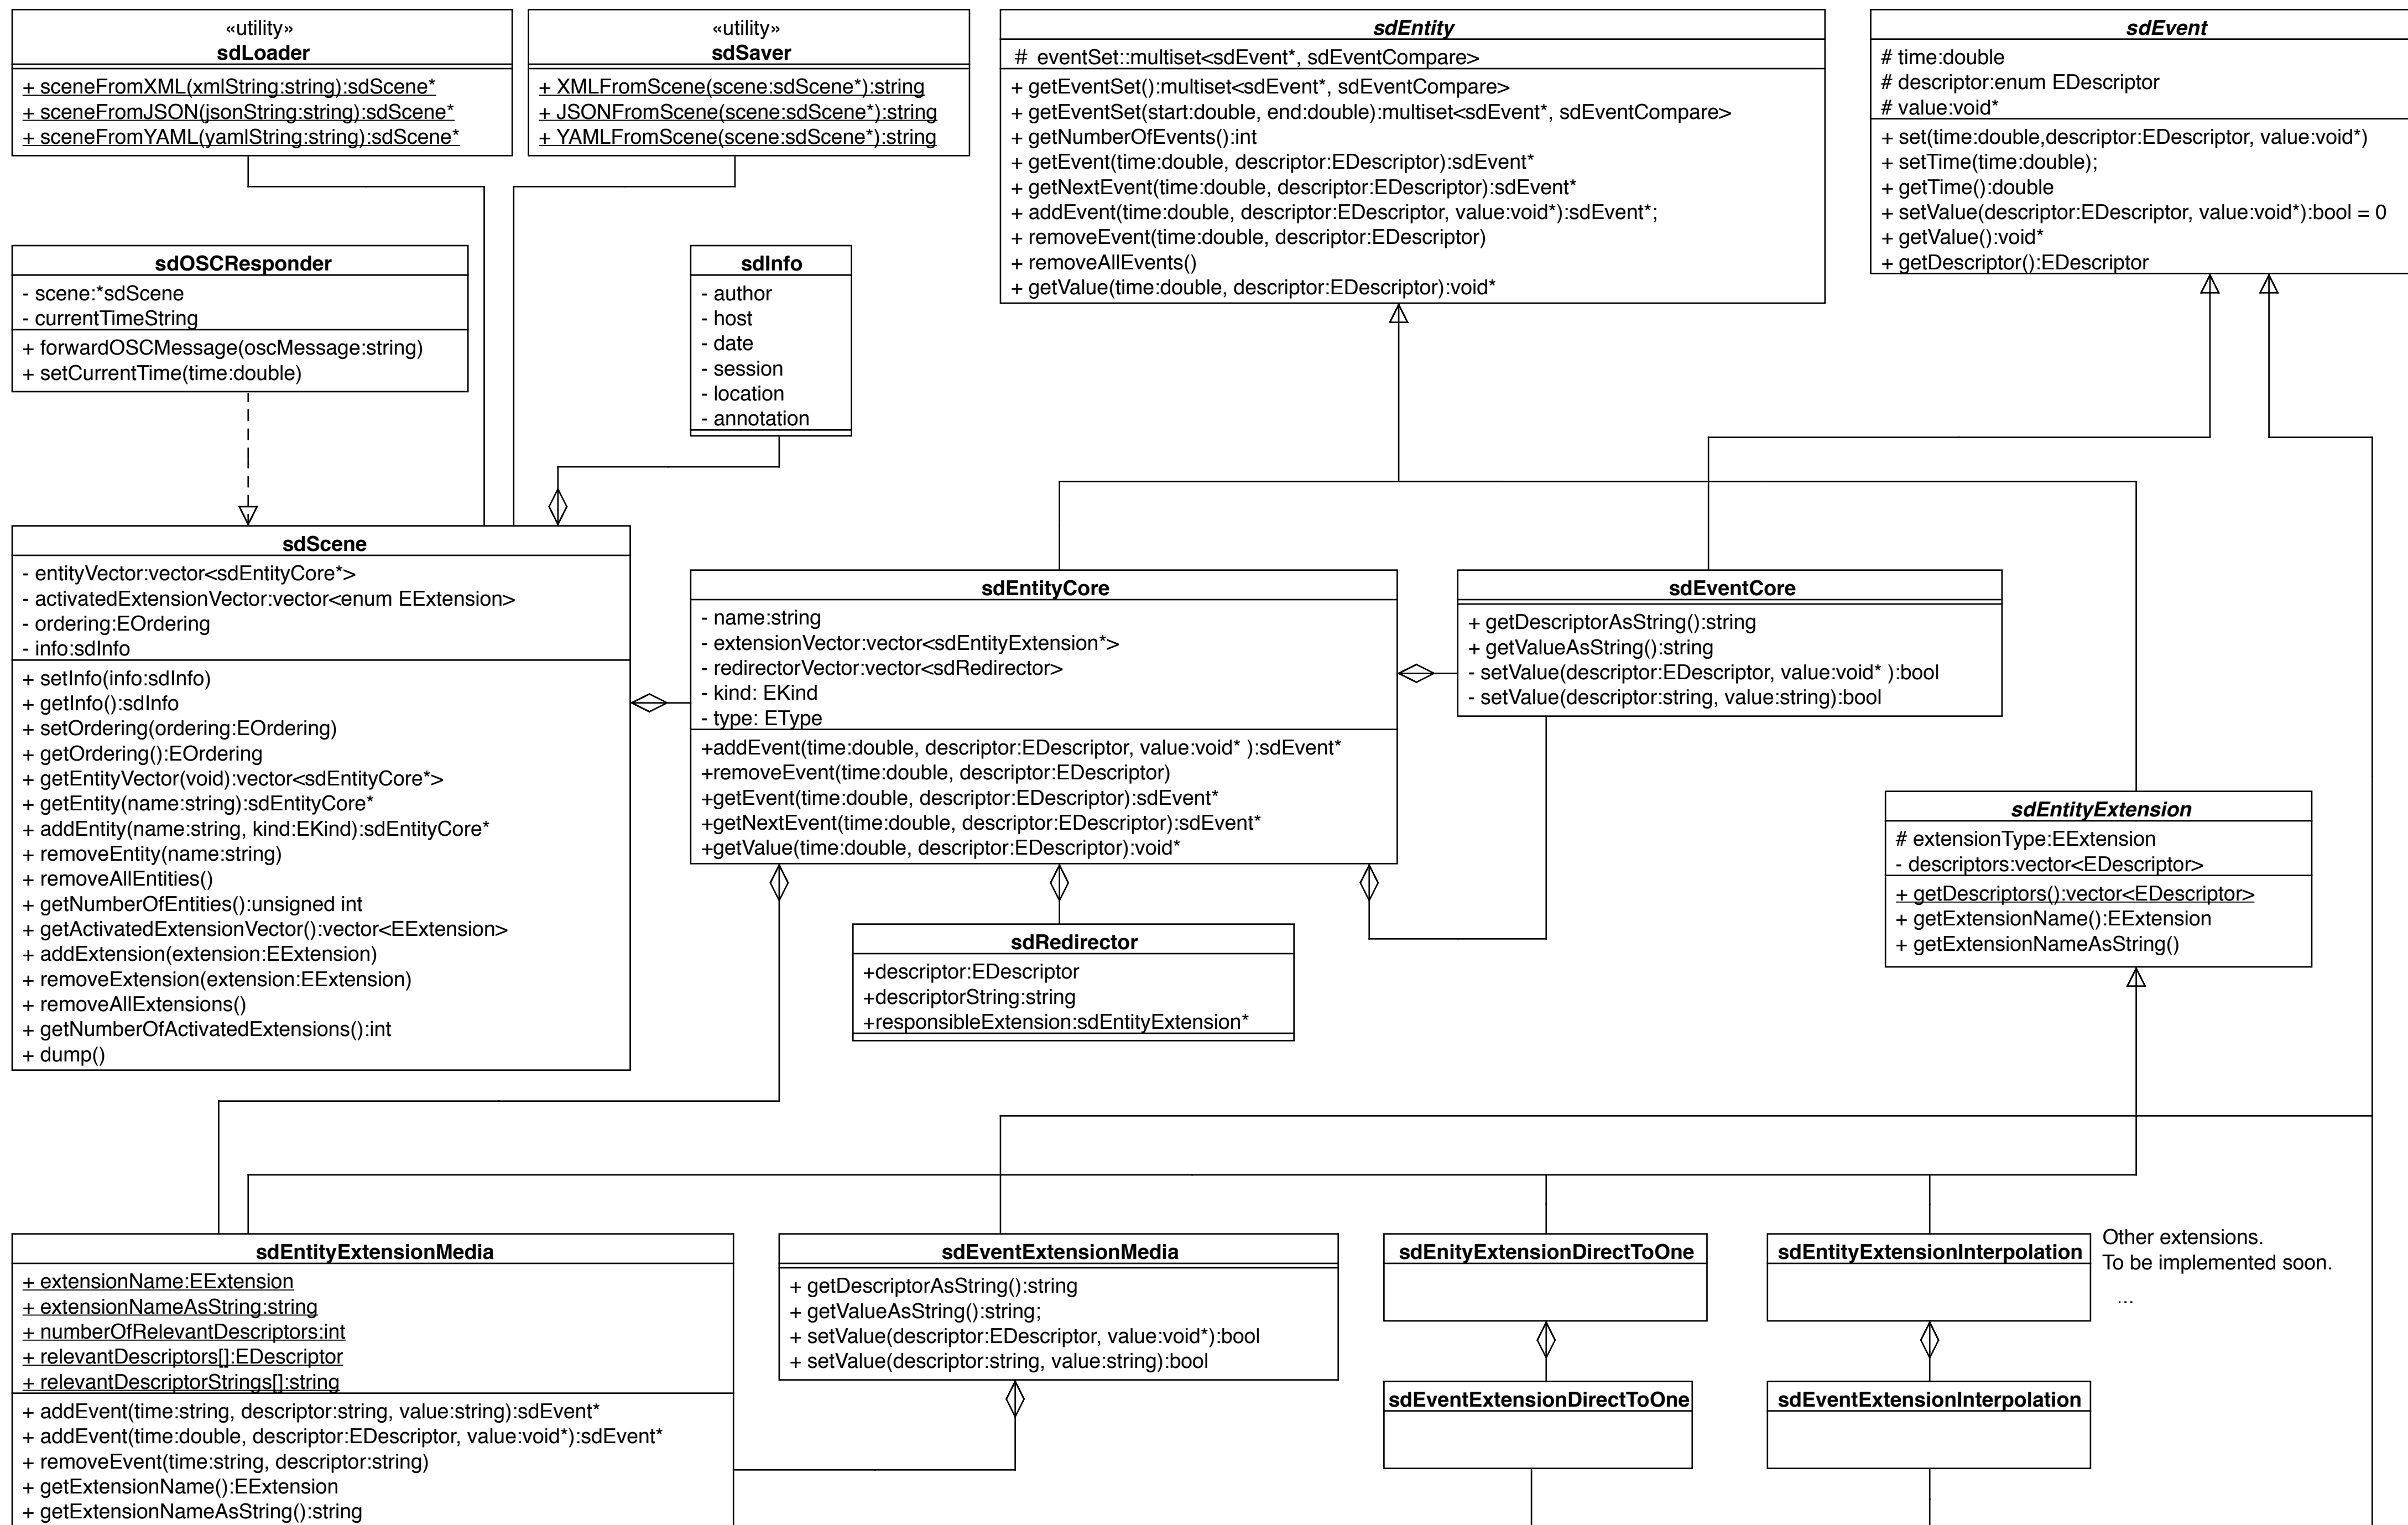 «utility»
sdLoader
+ sceneFromXML(xmlString:string):sdScene*
+ sceneFromJSON(jsonString:string):sdScene*
+ sceneFromYAML(yamlString:string):sdScene*
«utility»
sdSaver
+ XMLFromScene(scene:sdScene*):string
+ JSONFromScene(scene:sdScene*):string
+ YAMLFromScene(scene:sdScene*):string
sdEntity
# eventSet::multiset<sdEvent*, sdEventCompare>
+ getEventSet():multiset<sdEvent*, sdEventCompare>
+ getEventSet(start:double, end:double):multiset<sdEvent*, sdEventCompare>
+ getNumberOfEvents():int
+ getEvent(time:double, descriptor:EDescriptor):sdEvent*
+ getNextEvent(time:double, descriptor:EDescriptor):sdEvent*
+ addEvent(time:double, descriptor:EDescriptor, value:void*):sdEvent*;
+ removeEvent(time:double, descriptor:EDescriptor)
+ removeAllEvents()
+ getValue(time:double, descriptor:EDescriptor):void*
sdEvent
# time:double
# descriptor:enum EDescriptor
# value:void*
+ set(time:double,descriptor:EDescriptor, value:void*)
+ setTime(time:double);
+ getTime():double
+ setValue(descriptor:EDescriptor, value:void*):bool = 0
+ getValue():void*
+ getDescriptor():EDescriptor
sdOSCResponder
- scene:*sdScene
- currentTimeString
+ forwardOSCMessage(oscMessage:string)
+ setCurrentTime(time:double)
sdInfo
- author
- host
- date
- session
- location
- annotation
sdScene
- entityVector:vector<sdEntityCore*>
- activatedExtensionVector:vector<enum EExtension>
- ordering:EOrdering
- info:sdInfo
+ setInfo(info:sdInfo)
+ getInfo():sdInfo
+ setOrdering(ordering:EOrdering)
+ getOrdering():EOrdering
+ getEntityVector(void):vector<sdEntityCore*>
+ getEntity(name:string):sdEntityCore*
+ addEntity(name:string, kind:EKind):sdEntityCore*
+ removeEntity(name:string)
+ removeAllEntities()
+ getNumberOfEntities():unsigned int
+ getActivatedExtensionVector():vector<EExtension>
+ addExtension(extension:EExtension)
+ removeExtension(extension:EExtension)
+ removeAllExtensions()
+ getNumberOfActivatedExtensions():int
+ dump()
sdEntityCore
- name:string
- extensionVector:vector<sdEntityExtension*>
- redirectorVector:vector<sdRedirector>
- kind: EKind
- type: EType
+addEvent(time:double, descriptor:EDescriptor, value:void* ):sdEvent*
+removeEvent(time:double, descriptor:EDescriptor)
+getEvent(time:double, descriptor:EDescriptor):sdEvent*
+getNextEvent(time:double, descriptor:EDescriptor):sdEvent*
+getValue(time:double, descriptor:EDescriptor):void*
sdEventCore
+ getDescriptorAsString():string
+ getValueAsString():string
- setValue(descriptor:EDescriptor, value:void* ):bool
- setValue(descriptor:string, value:string):bool
sdEntityExtension
# extensionType:EExtension
- descriptors:vector<EDescriptor>
+ getDescriptors():vector<EDescriptor>
+ getExtensionName():EExtension
+ getExtensionNameAsString()
sdRedirector
+descriptor:EDescriptor
+descriptorString:string
+responsibleExtension:sdEntityExtension*
sdEntityExtensionMedia
+ extensionName:EExtension
+ extensionNameAsString:string
+ numberOfRelevantDescriptors:int
+ relevantDescriptors[]:EDescriptor
+ relevantDescriptorStrings[]:string
+ addEvent(time:string, descriptor:string, value:string):sdEvent*
+ addEvent(time:double, descriptor:EDescriptor, value:void*):sdEvent*
+ removeEvent(time:string, descriptor:string)
+ getExtensionName():EExtension
+ getExtensionNameAsString():string
sdEventExtensionMedia
+ getDescriptorAsString():string
+ getValueAsString():string;
+ setValue(descriptor:EDescriptor, value:void*):bool
+ setValue(descriptor:string, value:string):bool
sdEnityExtensionDirectToOne
sdEntityExtensionInterpolation
Other extensions.
To be implemented soon.
...
sdEventExtensionDirectToOne
sdEventExtensionInterpolation